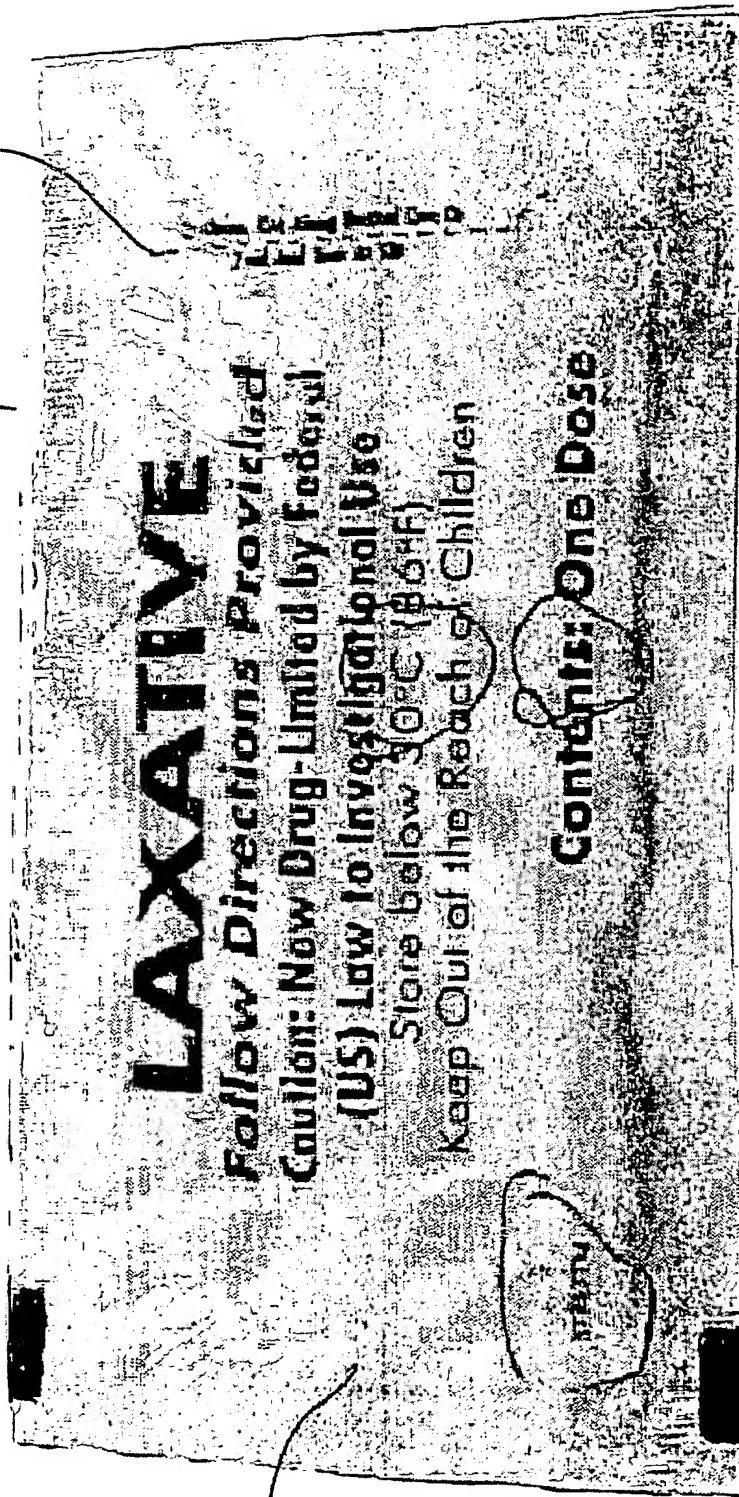 LAXATIVE
Follow Directions Provided
Caution: New Drug-Limited by Federal
(US) Law to Investigational Use
Store below 30°C (86°F)
Keep Out of the Reach of Children
Contents: One Dose